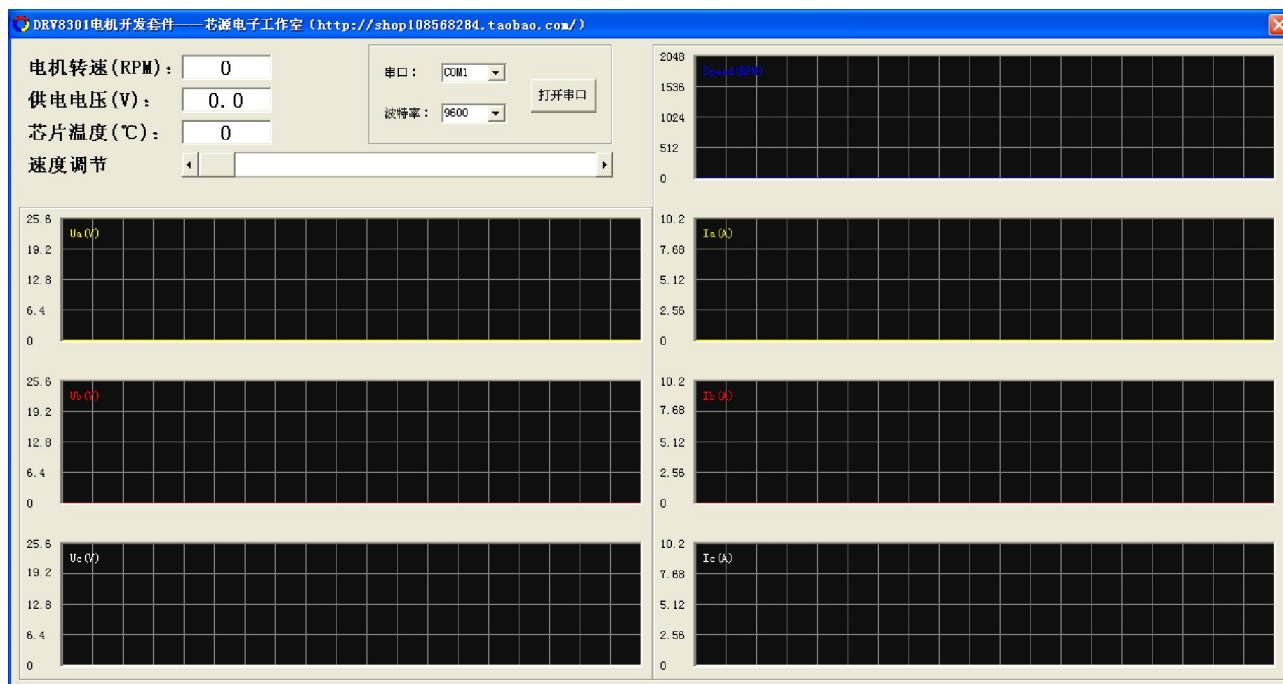 DRV8301电机开发套件——芯源电子工作室(http://shop108568284.taobao.com/)
电机转速(RPM): 0
供电电压(V): 0.0
芯片温度(℃): 0
速度调节
串口: COM1
波特率: 9600
打开串口
Speed(RPM)
2048
1536
1024
512
0
Ua(V)
25.6
19.2
12.8
6.4
0
Ia(A)
10.2
7.68
5.12
2.56
0
Ub(V)
25.6
19.2
12.8
6.4
0
Ib(A)
10.2
7.68
5.12
2.56
0
Uc(V)
25.6
19.2
12.8
6.4
0
Ic(A)
10.2
7.68
5.12
2.56
0